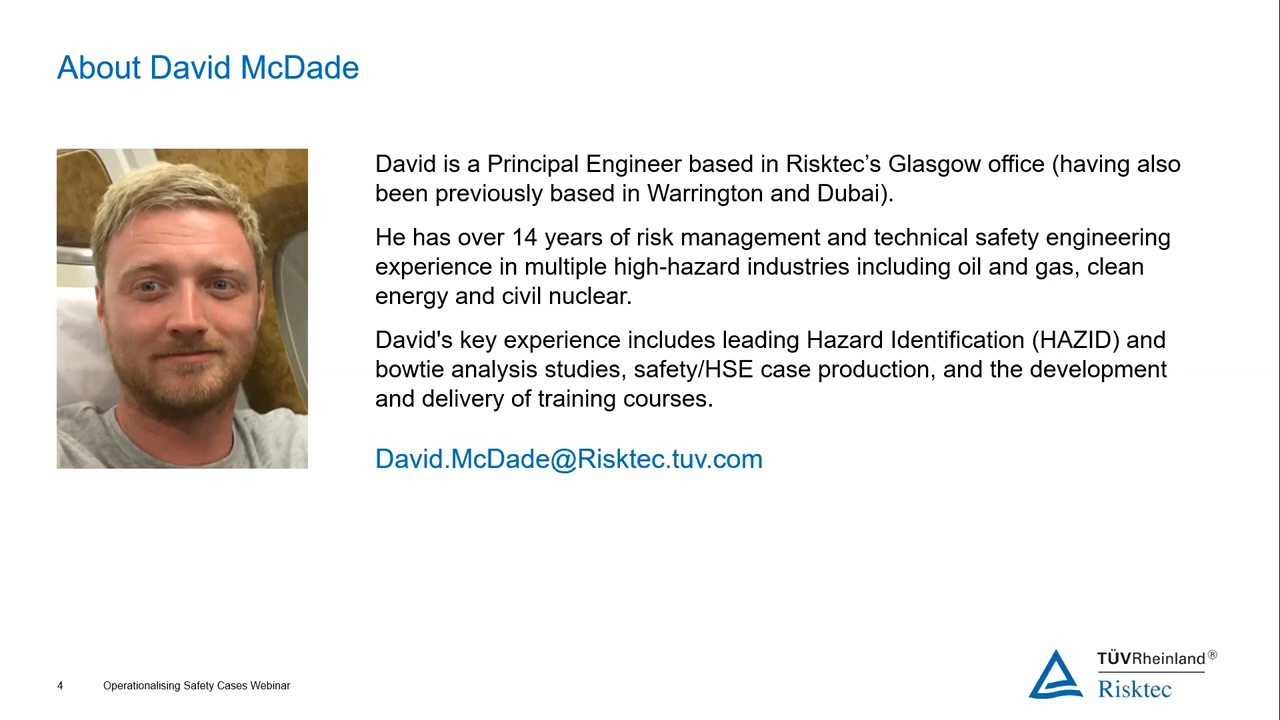 About David McDade
David is a Principal Engineer based in Risktec’s Glasgow office (having also
been previously based in Warrington and Dubai).
He has over 14 years of risk management and technical safety engineering
experience in multiple high-hazard industries including oil and gas, clean
energy and civil nuclear.
David's key experience includes leading Hazard Identification (HAZID) and
bowtie analysis studies, safety/HSE case production, and the development
and delivery of training courses.
David.McDade@Risktec.tuv.com
4 Operationalising Safety Cases Webinar
TÜVRheinland®
Risktec